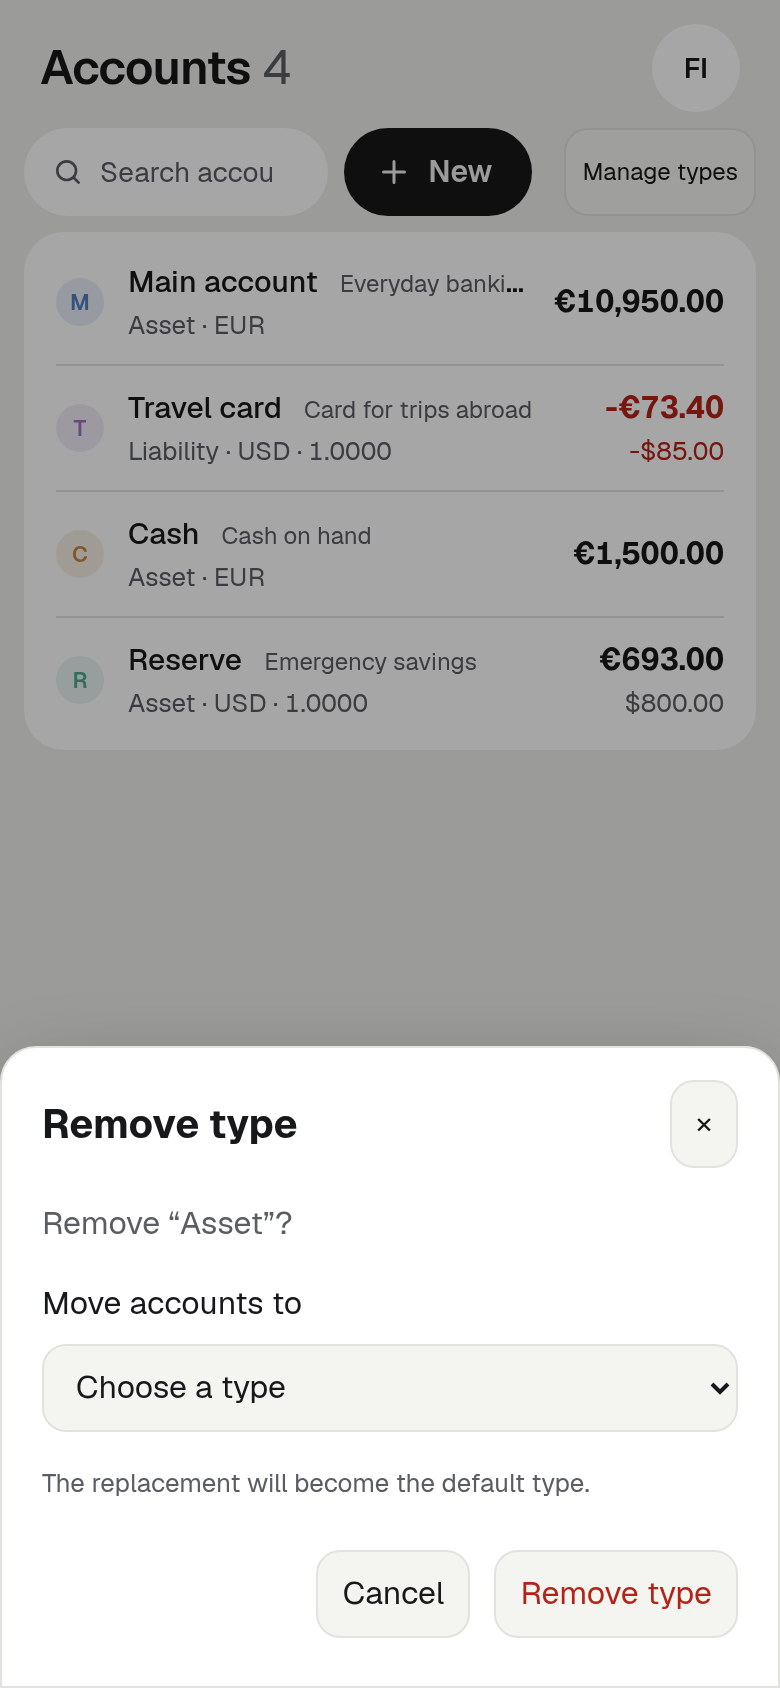 Accounts 4
FI
Search accou
New
Manage types
M
Main account Everyday banki...
€10,950.00
Asset · EUR
T
Travel card Card for trips abroad
-€73.40
Liability · USD · 1.0000
-$85.00
C
Cash Cash on hand
€1,500.00
Asset · EUR
R
Reserve Emergency savings
€693.00
Asset · USD · 1.0000
$800.00
Remove type
×
Remove “Asset”?
Move accounts to
Choose a type
The replacement will become the default type.
Cancel
Remove type